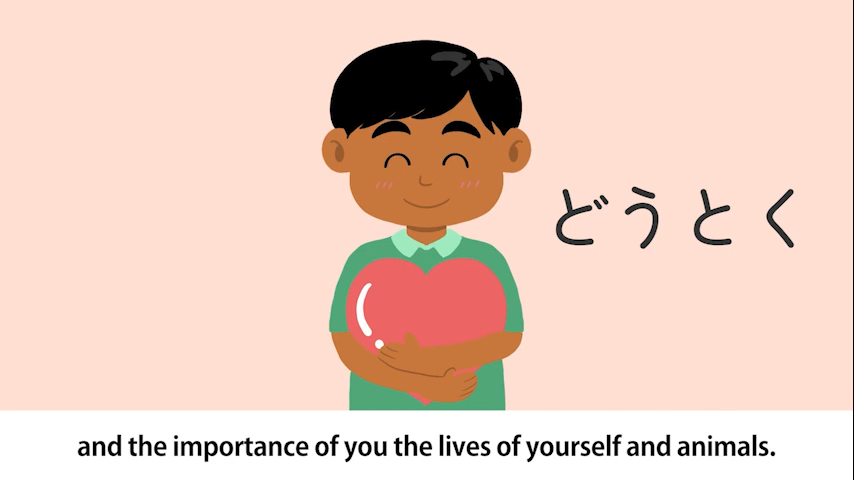 どうとく
and the importance of you the lives of yourself and animals.